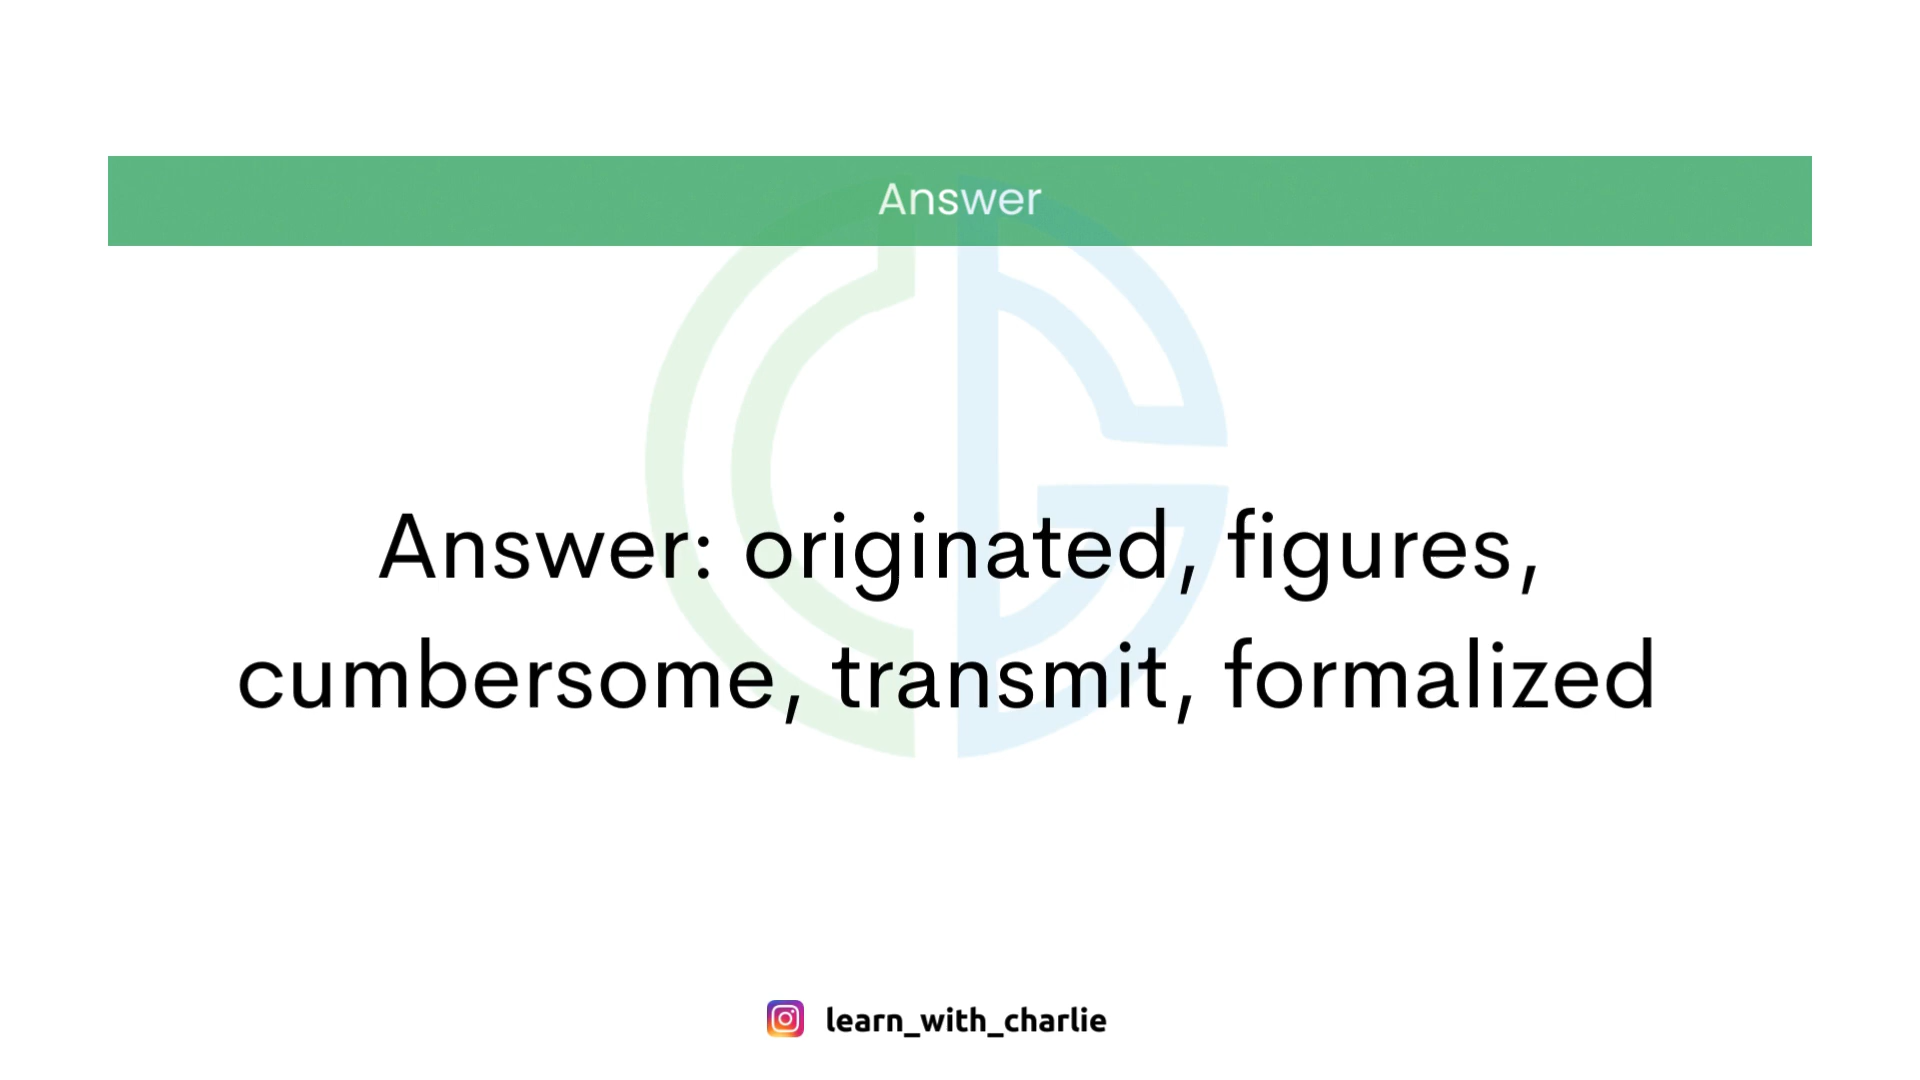 Answer
Answer: originated, figures,
cumbersome, transmit, formalized
learn_with_charlie